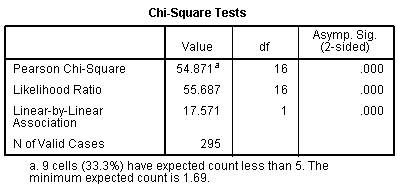 Chi-Square Tests
Value df Asymp. Sig. (2-sided)
Pearson Chi-Square 54.871a 16 .000
Likelihood Ratio 55.687 16 .000
Linear-by-Linear Association 17.571 1 .000
N of Valid Cases 295
a. 9 cells (33.3%) have expected count less than 5. The
minimum expected count is 1.69.